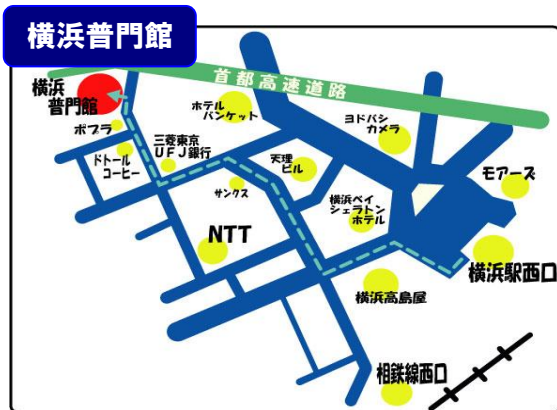 横浜普門館
首都高速道路
横浜
普門館
ホテル
バンケット
ヨドバシ
カメラ
ポプラ
三菱東京
UFJ銀行
ドトール
コーヒー
天理
ビル
モアーズ
サンクス
横浜ベイ
シェラトン
ホテル
NTT
横浜駅西口
横浜高島屋
相鉄線西口